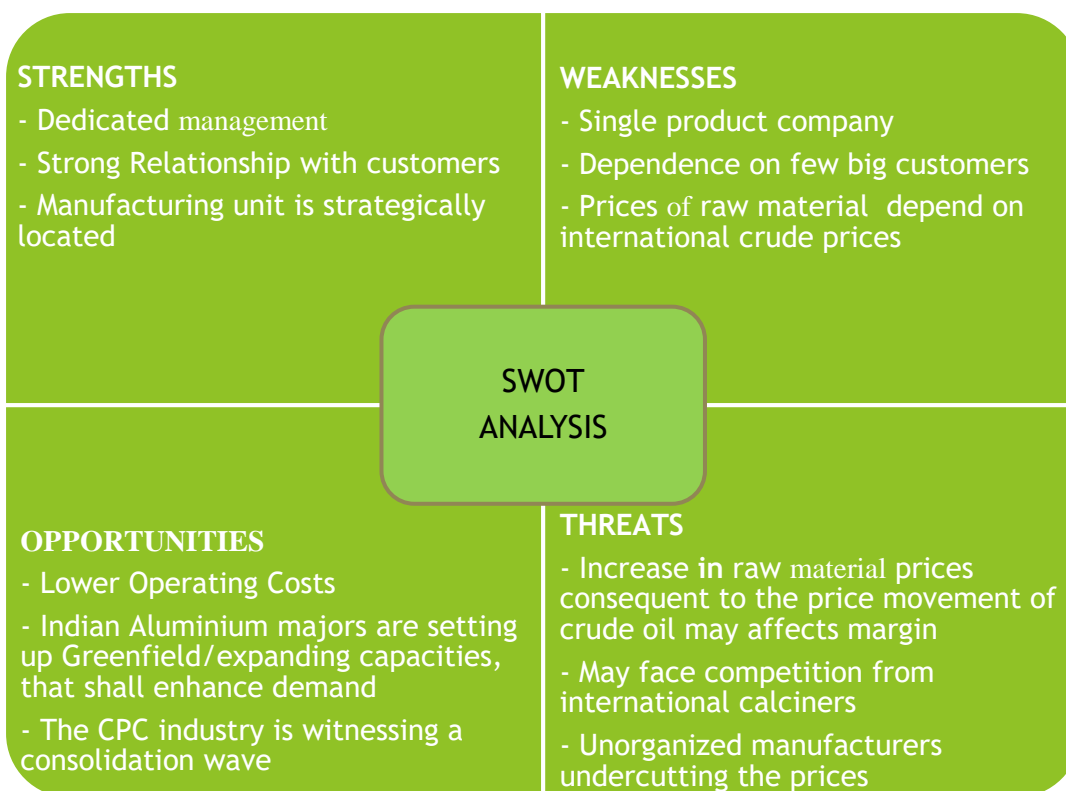 STRENGTHS
- Dedicated management
- Strong Relationship with customers
- Manufacturing unit is strategically
located
WEAKNESSES
- Single product company
- Dependence on few big customers
- Prices of raw material depend on
international crude prices
SWOT
ANALYSIS
OPPORTUNITIES
- Lower Operating Costs
- Indian Aluminium majors are setting
up Greenfield/expanding capacities,
that shall enhance demand
- The CPC industry is witnessing a
consolidation wave
THREATS
- Increase in raw material prices
consequent to the price movement of
crude oil may affects margin
- May face competition from
international calciners
- Unorganized manufacturers
undercutting the prices